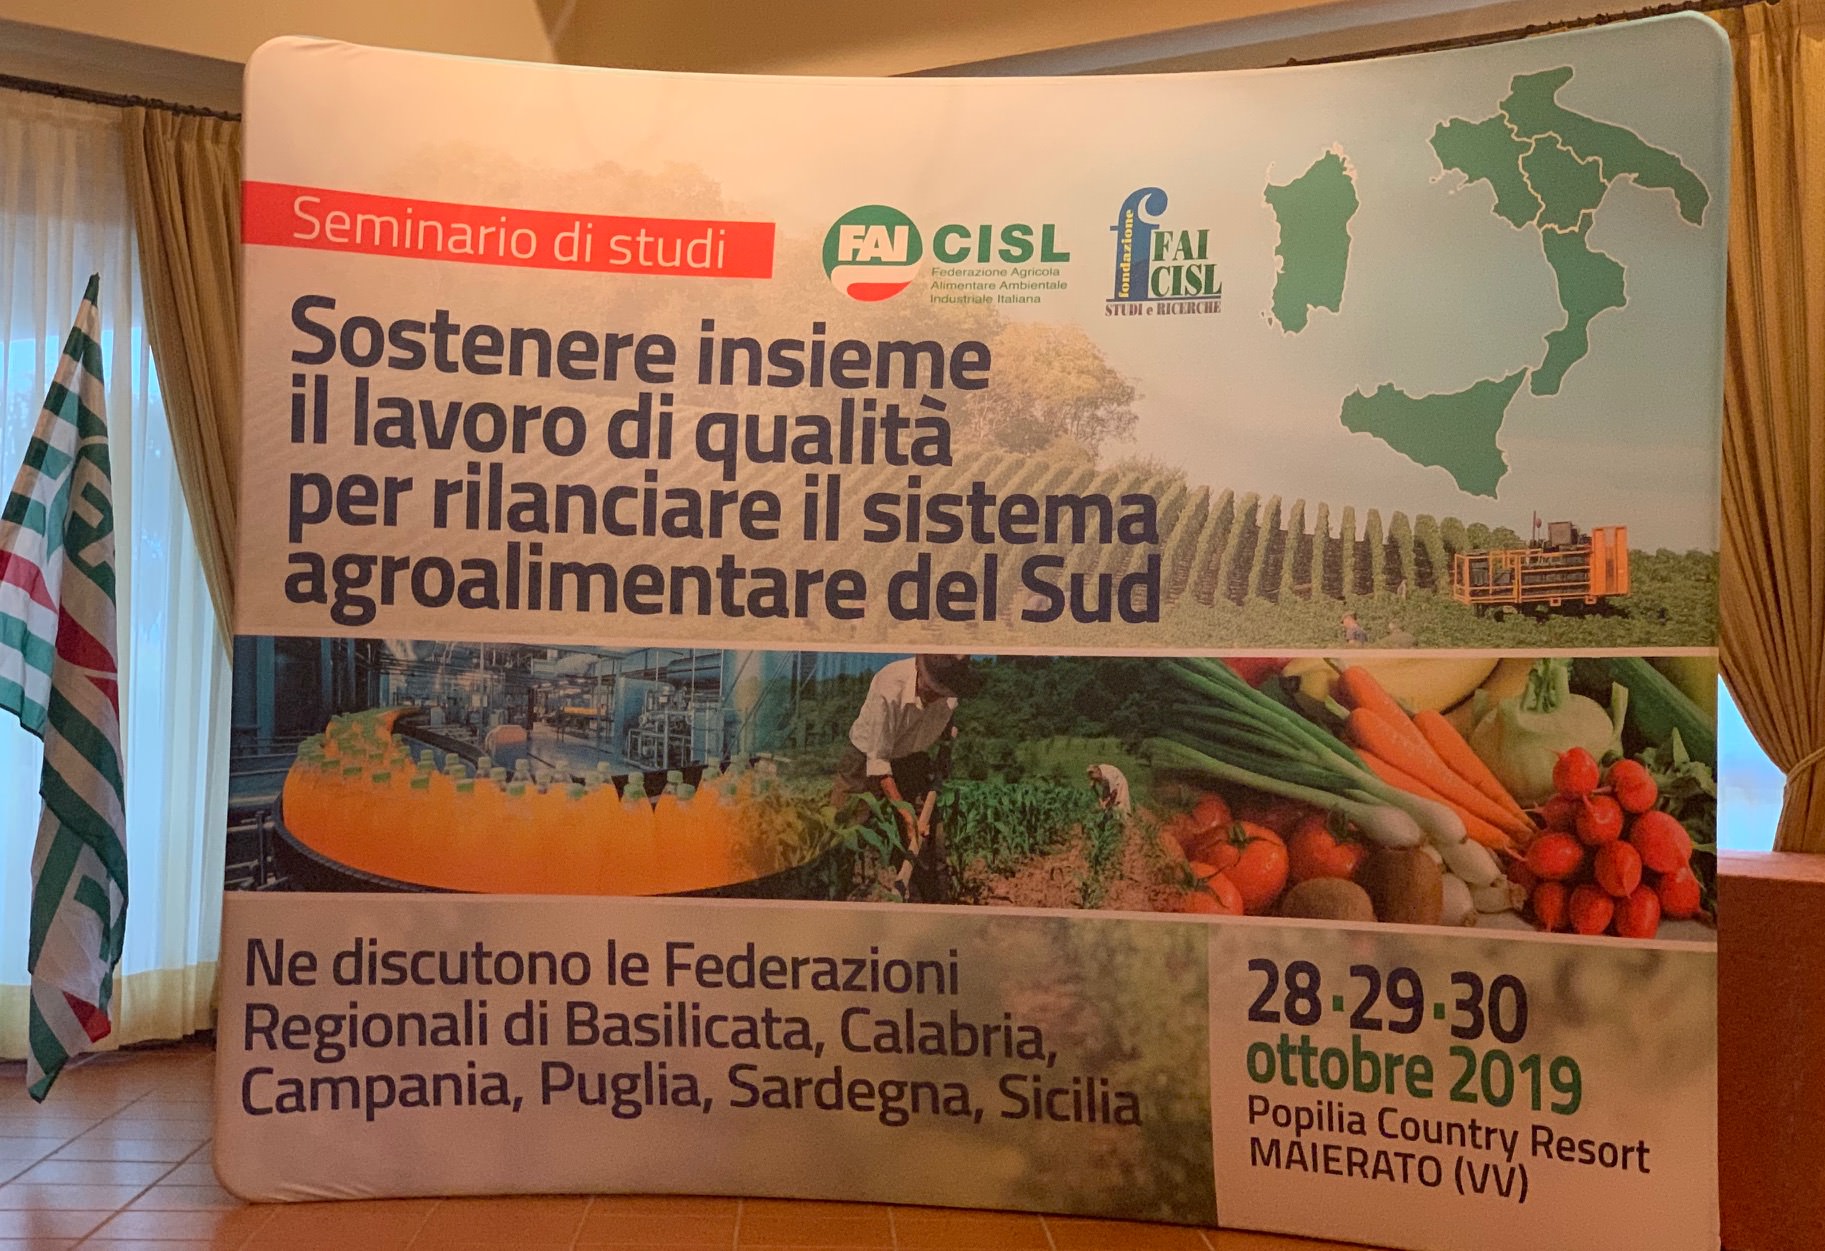 Seminario di studi
FAI CISL
Federazione Agricola
Alimentare Ambientale
Industriale Italiana
fondazione
FAI
CISL
STUDI e RICERCHE
Sostenere insieme
il lavoro di qualità
per rilanciare il sistema
agroalimentare del Sud
Ne discutono le Federazioni
Regionali di Basilicata, Calabria,
Campania, Puglia, Sardegna, Sicilia
28·29·30
ottobre 2019
Popilia Country Resort
MAIERATO (VV)